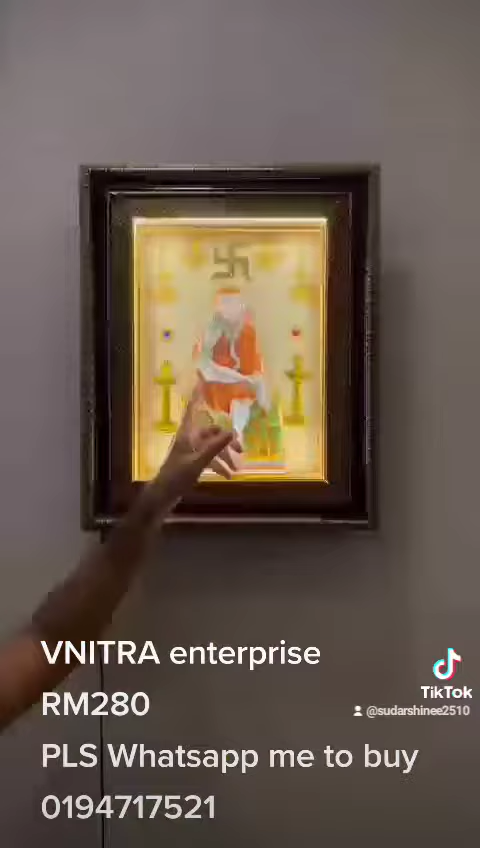 VNITRA enterprise
RM280
PLS Whatsapp me to buy
0194717521
TikTok
@sudarshinee2510